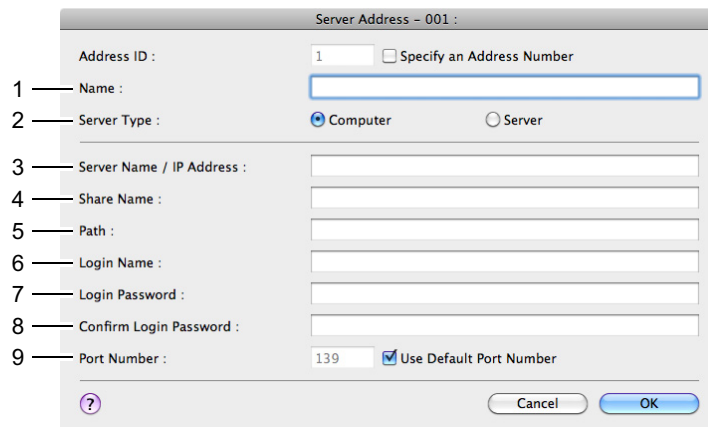 Server Address - 001 :
Address ID : 1 Specify an Address Number
1 Name :
2 Server Type : Computer Server
3 Server Name / IP Address :
4 Share Name :
5 Path :
6 Login Name :
7 Login Password :
8 Confirm Login Password :
9 Port Number : 139 Use Default Port Number
? Cancel OK